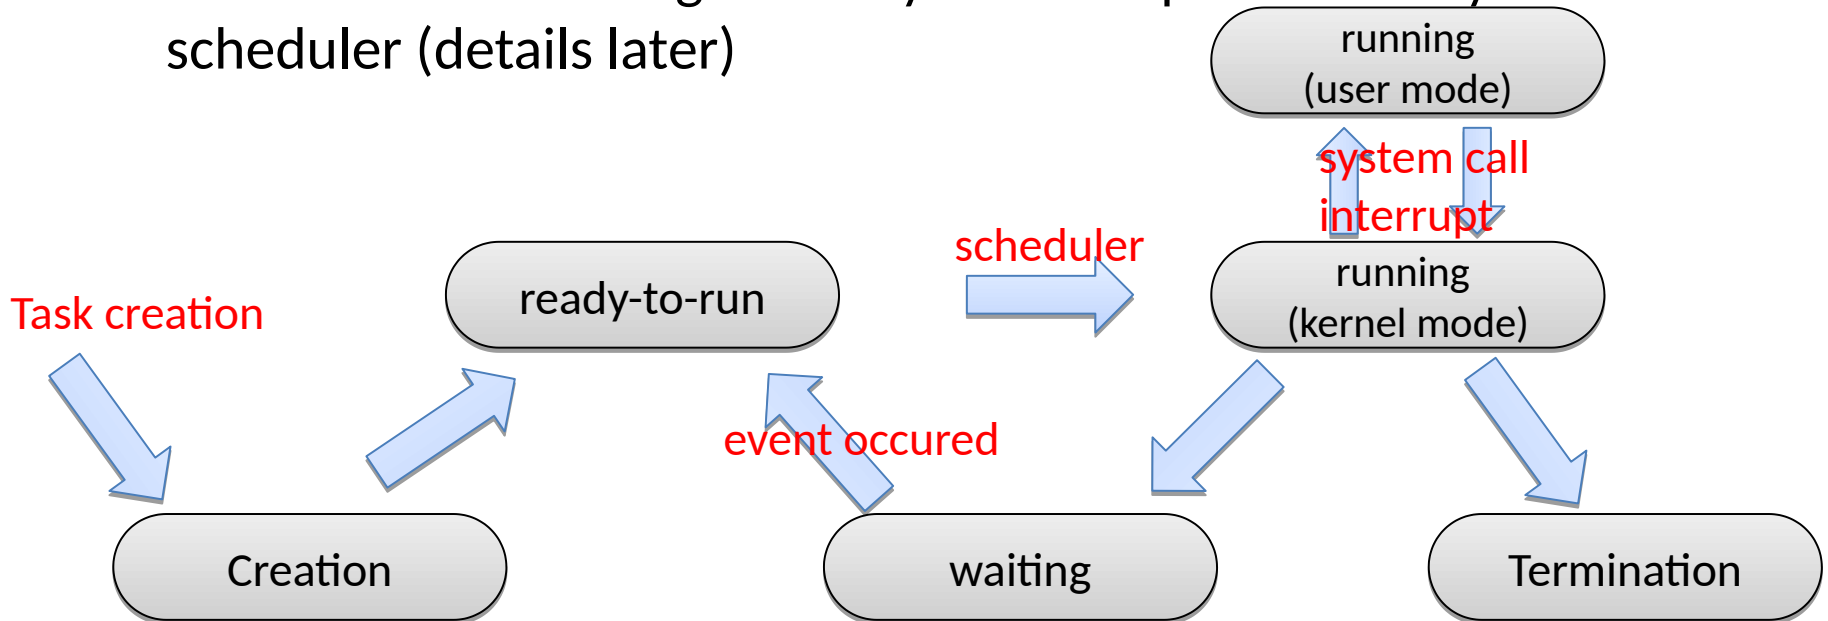 scheduler (details later)
running
(user mode)
system call
interrupt
scheduler
running
(kernel mode)
ready-to-run
Task creation
event occured
Creation
waiting
Termination